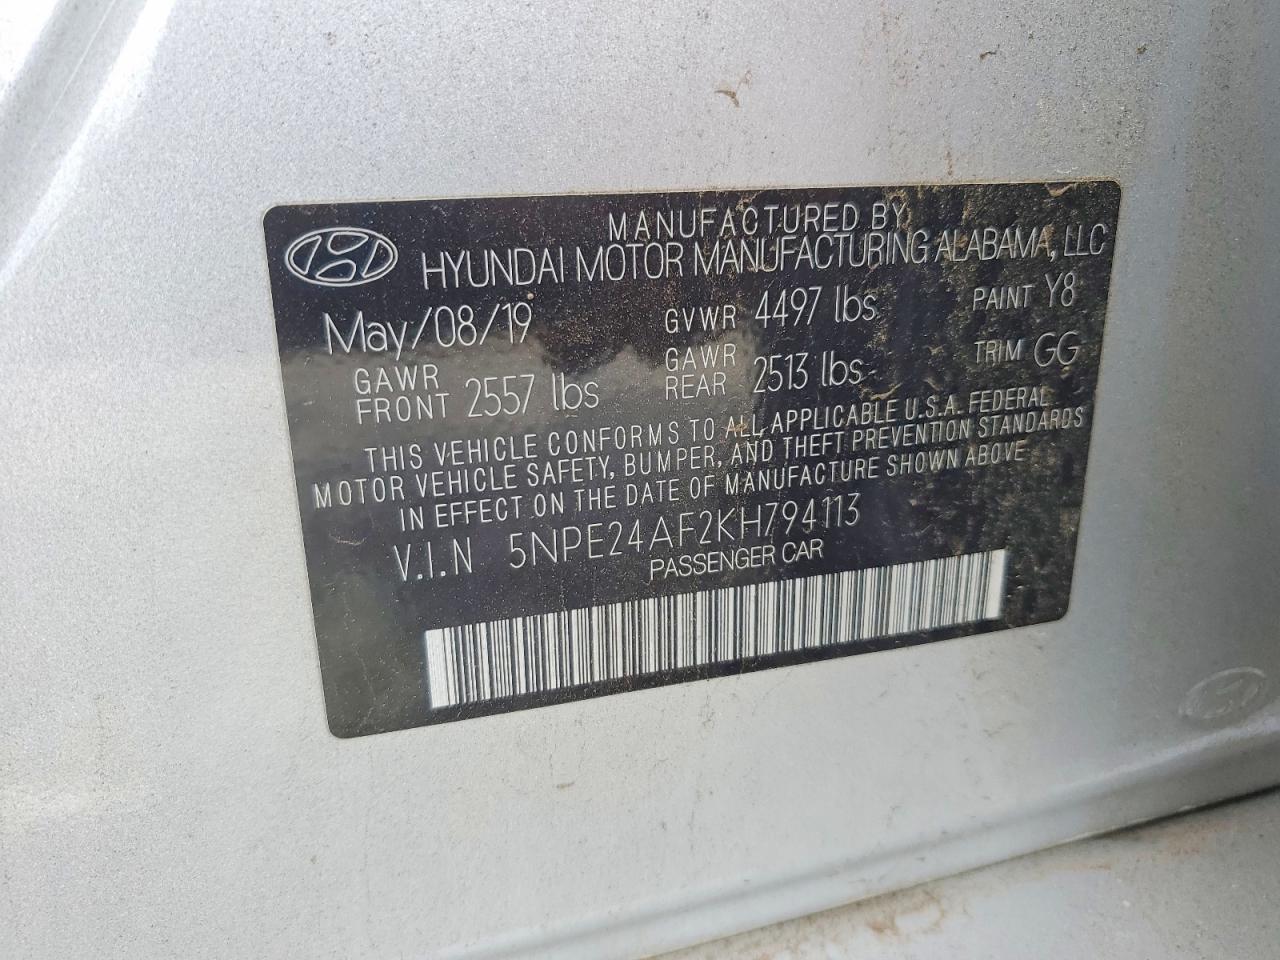 MANUFACTURED BY
HYUNDAI MOTOR MANUFACTURING ALABAMA, LLC
May/08/19 GVWR 4497 lbs PAINT Y8
GAWR FRONT 2557 lbs GAWR REAR 2513 lbs TRIM GG
THIS VEHICLE CONFORMS TO ALL APPLICABLE U.S.A. FEDERAL
MOTOR VEHICLE SAFETY, BUMPER, AND THEFT PREVENTION STANDARDS
IN EFFECT ON THE DATE OF MANUFACTURE SHOWN ABOVE
V.I.N 5NPE24AF2KH794113
PASSENGER CAR